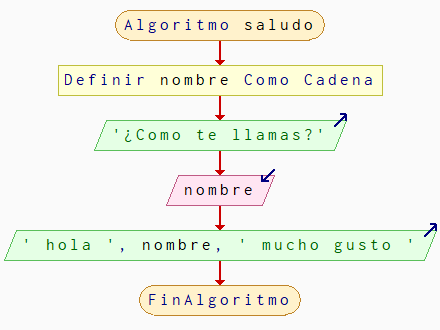 Algoritmo saludo
Definir nombre Como Cadena
'¿Como te llamas?'
nombre
' hola ', nombre, ' mucho gusto '
FinAlgoritmo